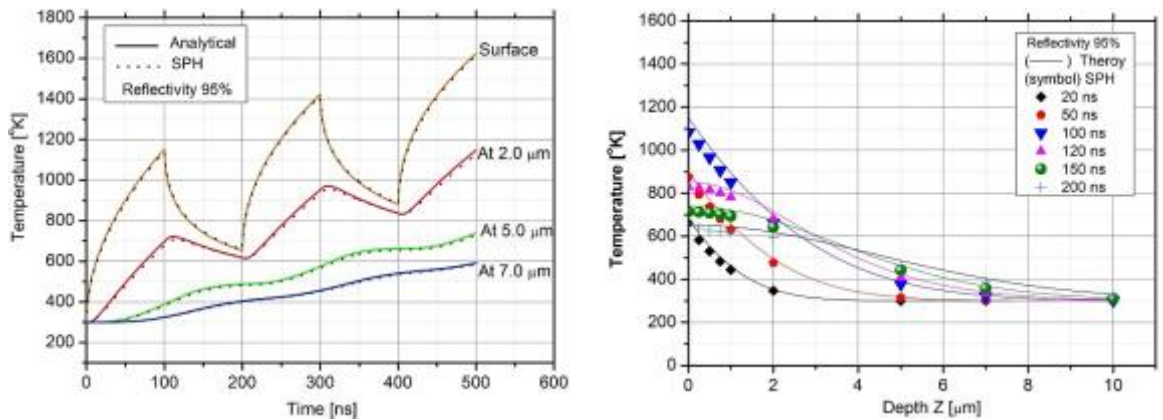 1800
1600
1400
1200
1000
800
600
400
200
Temperature [°K]
Analytical
SPH
Reflectivity 95%
Surface
At 2.0 μm
At 5.0 μm
At 7.0 μm
0 100 200 300 400 500 600
Time [ns]
1600
1400
1200
1000
800
600
400
200
0
Temperature [°K]
Reflectivity 95%
(—) Theroy
(symbol) SPH
20 ns
50 ns
100 ns
120 ns
150 ns
200 ns
0 2 4 6 8 10
Depth Z [μm]